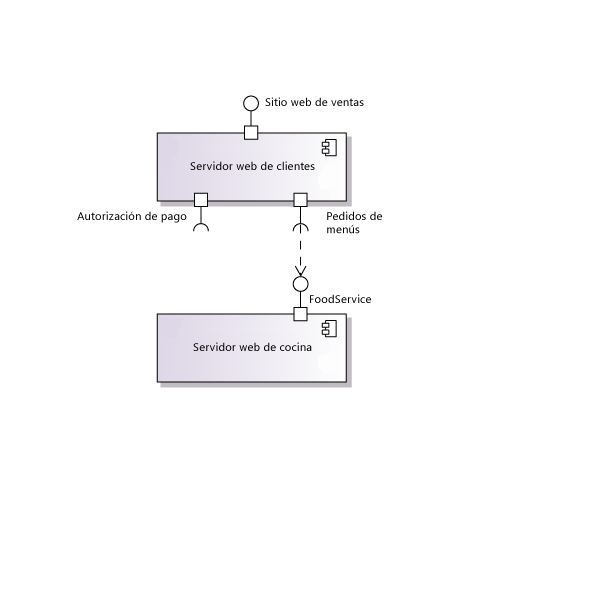 Sitio web de ventas
Servidor web de clientes
Autorización de pago
Pedidos de
menús
FoodService
Servidor web de cocina